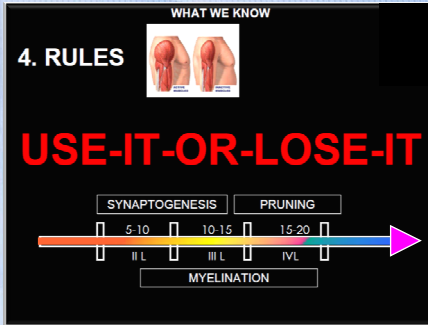 WHAT WE KNOW
4. RULES
USE-IT-OR-LOSE-IT
SYNAPTOGENESIS PRUNING
5-10 10-15 15-20
II L III L IVL
MYELINATION